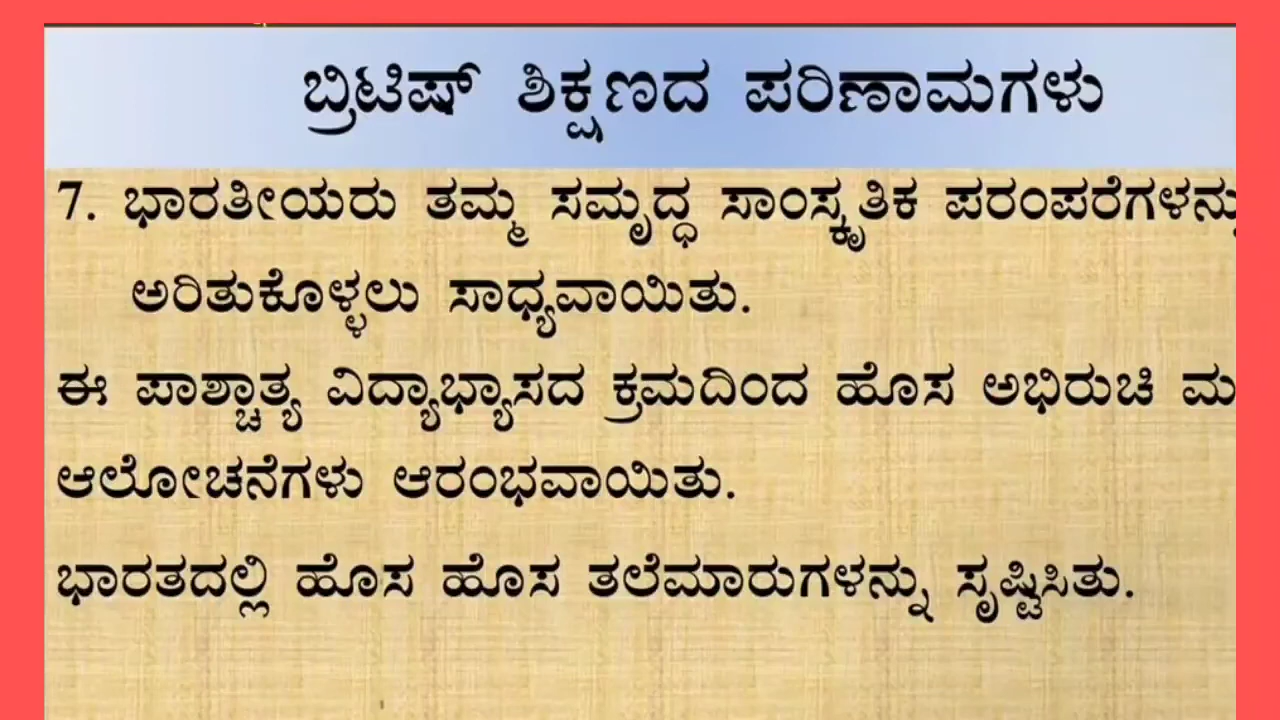 ಬ್ರಿಟಿಷ್ ಶಿಕ್ಷಣದ ಪರಿಣಾಮಗಳು
7. ಭಾರತೀಯರು ತಮ್ಮ ಸಮೃದ್ಧ ಸಾಂಸ್ಕೃತಿಕ ಪರಂಪರೆಗಳನ್ನು
ಅರಿತುಕೊಳ್ಳಲು ಸಾಧ್ಯವಾಯಿತು.
ಈ ಪಾಶ್ಚಾತ್ಯ ವಿದ್ಯಾಭ್ಯಾಸದ ಕ್ರಮದಿಂದ ಹೊಸ ಅಭಿರುಚಿ
ಆಲೋಚನೆಗಳು ಆರಂಭವಾಯಿತು.
ಭಾರತದಲ್ಲಿ ಹೊಸ ಹೊಸ ತಲೆಮಾರುಗಳನ್ನು ಸೃಷ್ಟಿಸಿತು.